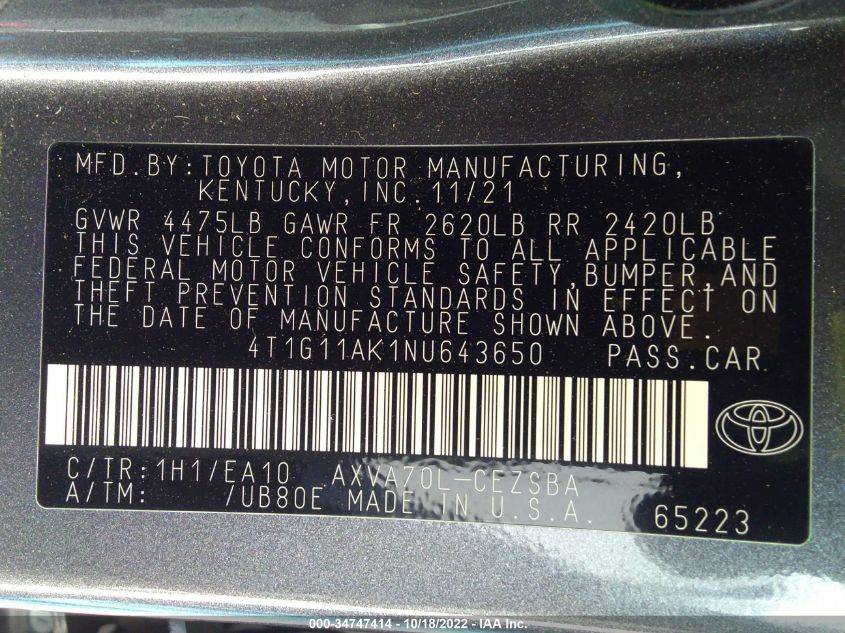 MFD.BY:TOYOTA MOTOR MANUFACTURING,
KENTUCKY,INC.11/21
GVWR 4475LB GAWR FR 2620LB RR 2420LB
THIS VEHICLE CONFORMS TO ALL APPLICABLE
FEDERAL MOTOR VEHICLE SAFETY,BUMPER,AND
THEFT PREVENTION STANDARDS IN EFFECT ON
THE DATE OF MANUFACTURE SHOWN ABOVE.
4T1G11AK1NU643650 PASS.CAR
C/TR:1H1/EA10 AXVA70L-CEZSBA
A/TM: /UB80E MADE IN U.S.A. 65223
000-34747414 - 10/18/2022 - IAA Inc.